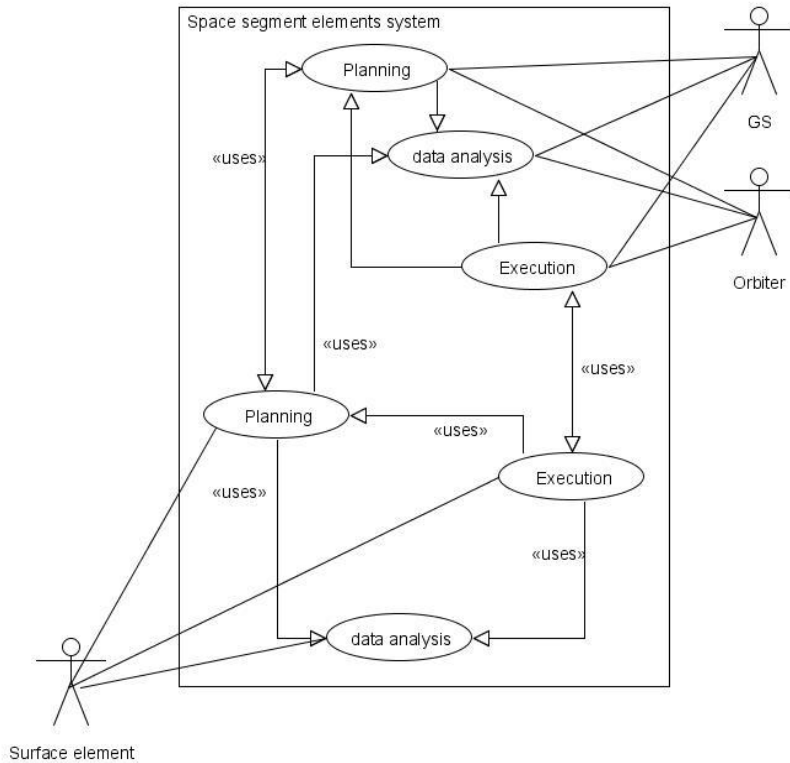 Space segment elements system
Planning
GS
«uses»
data analysis
Execution
Orbiter
«uses»
«uses»
Planning
«uses»
Execution
«uses»
«uses»
data analysis
Surface element